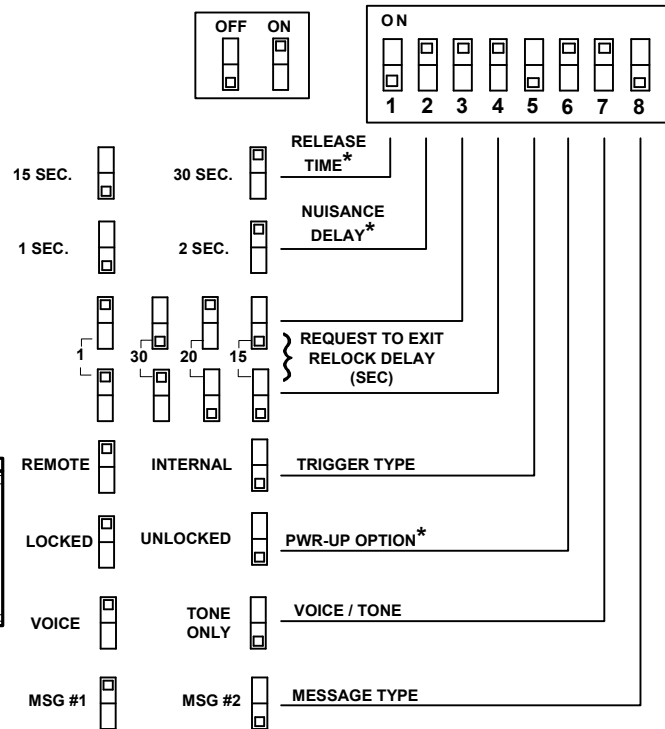 OFF ON
ON
1 2 3 4 5 6 7 8
15 SEC. 30 SEC. RELEASE
TIME*
1 SEC. 2 SEC. NUISANCE
DELAY*
1 30 20 15 REQUEST TO EXIT
RELOCK DELAY
(SEC)
REMOTE INTERNAL TRIGGER TYPE
LOCKED UNLOCKED PWR-UP OPTION*
VOICE TONE
ONLY VOICE / TONE
MSG #1 MSG #2 MESSAGE TYPE